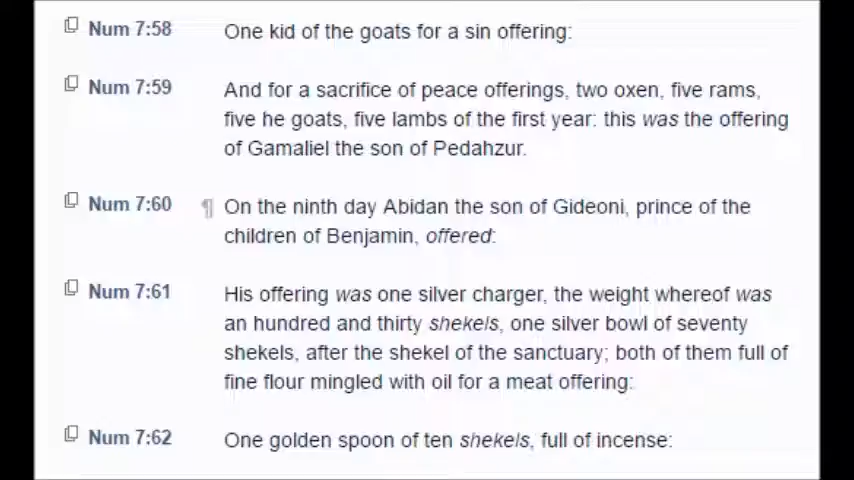 Num 7:58 One kid of the goats for a sin offering:
Num 7:59 And for a sacrifice of peace offerings, two oxen, five rams,
five he goats, five lambs of the first year: this was the offering
of Gamaliel the son of Pedahzur.
Num 7:60 ¶ On the ninth day Abidan the son of Gideoni, prince of the
children of Benjamin, offered:
Num 7:61 His offering was one silver charger, the weight whereof was
an hundred and thirty shekels, one silver bowl of seventy
shekels, after the shekel of the sanctuary; both of them full of
fine flour mingled with oil for a meat offering:
Num 7:62 One golden spoon of ten shekels, full of incense: